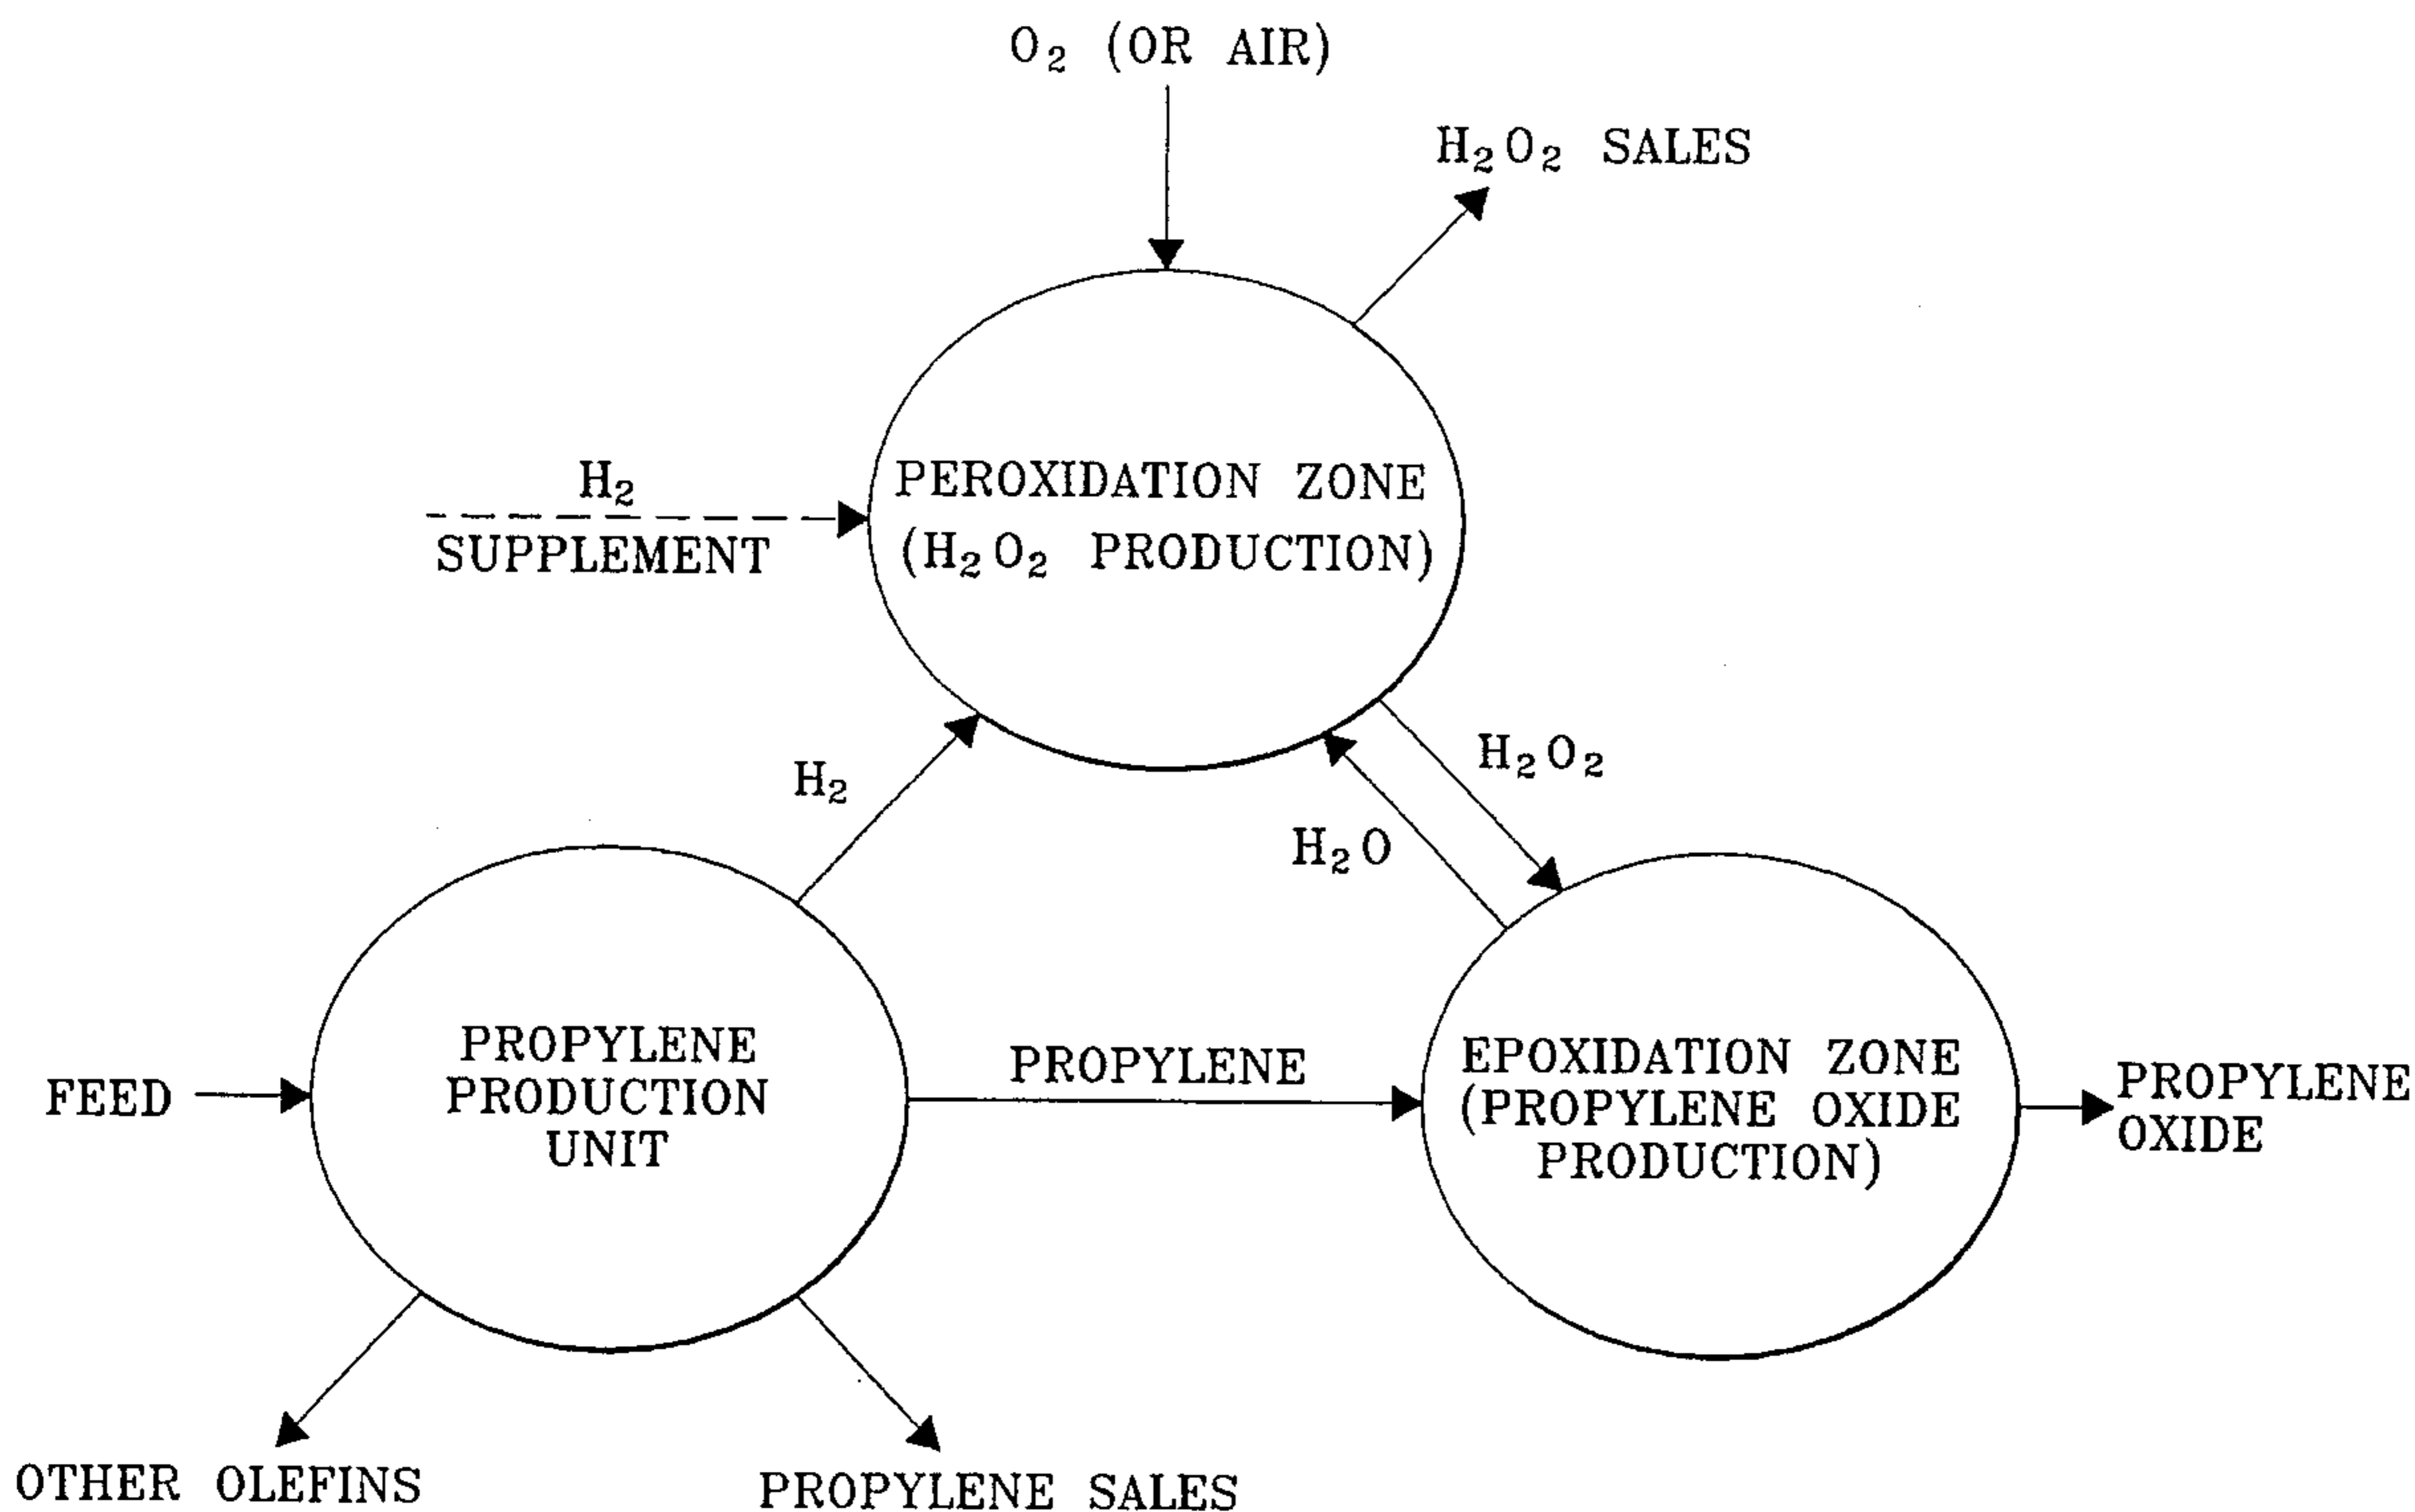 O₂ (OR AIR)
H₂O₂ SALES
H₂
SUPPLEMENT
PEROXIDATION ZONE
(H₂O₂ PRODUCTION)
H₂
H₂O₂
H₂O
FEED
PROPYLENE
PRODUCTION
UNIT
PROPYLENE
EPOXIDATION ZONE
(PROPYLENE OXIDE
PRODUCTION)
PROPYLENE
OXIDE
OTHER OLEFINS
PROPYLENE SALES